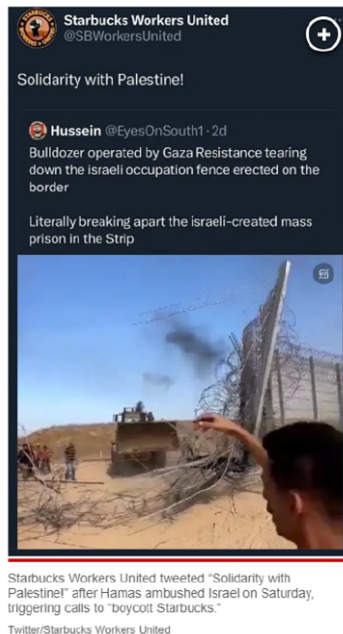 Starbucks Workers United
@SBWorkersUnited
Solidarity with Palestine!
Hussein @EyesOnSouth1·2d
Bulldozer operated by Gaza Resistance tearing
down the israeli occupation fence erected on the
border
Literally breaking apart the israeli-created mass
prison in the Strip
Starbucks Workers United tweeted "Solidarity with
Palestine!" after Hamas ambushed Israel on Saturday,
triggering calls to "boycott Starbucks."
Twitter/Starbucks Workers United